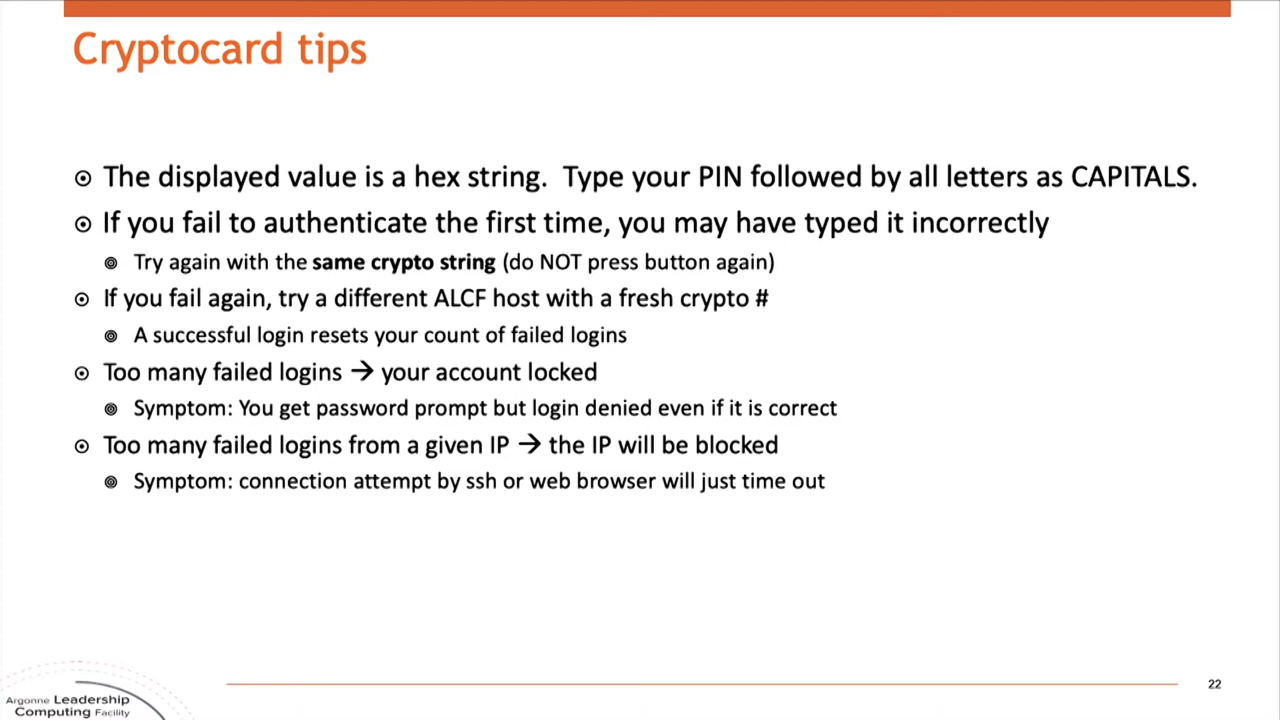 Cryptocard tips
The displayed value is a hex string. Type your PIN followed by all letters as CAPITALS.
If you fail to authenticate the first time, you may have typed it incorrectly
Try again with the same crypto string (do NOT press button again)
If you fail again, try a different ALCF host with a fresh crypto #
A successful login resets your count of failed logins
Too many failed logins → your account locked
Symptom: You get password prompt but login denied even if it is correct
Too many failed logins from a given IP → the IP will be blocked
Symptom: connection attempt by ssh or web browser will just time out
22
Argonne Leadership
Computing Facility